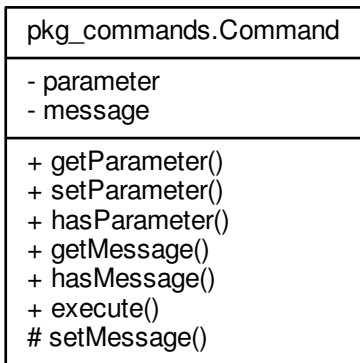 pkg_commands.Command
- parameter
- message
+ getParameter()
+ setParameter()
+ hasParameter()
+ getMessage()
+ hasMessage()
+ execute()
# setMessage()